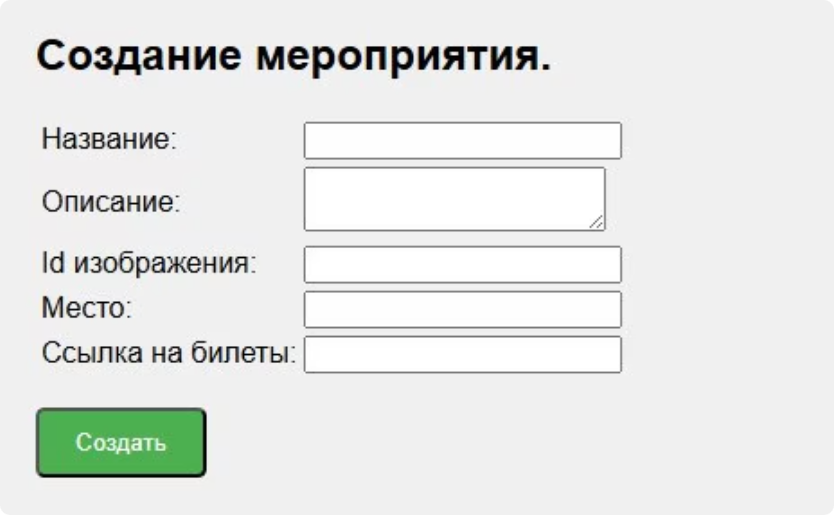 Создание мероприятия.
Название:
Описание:
Id изображения:
Место:
Ссылка на билеты:
Создать